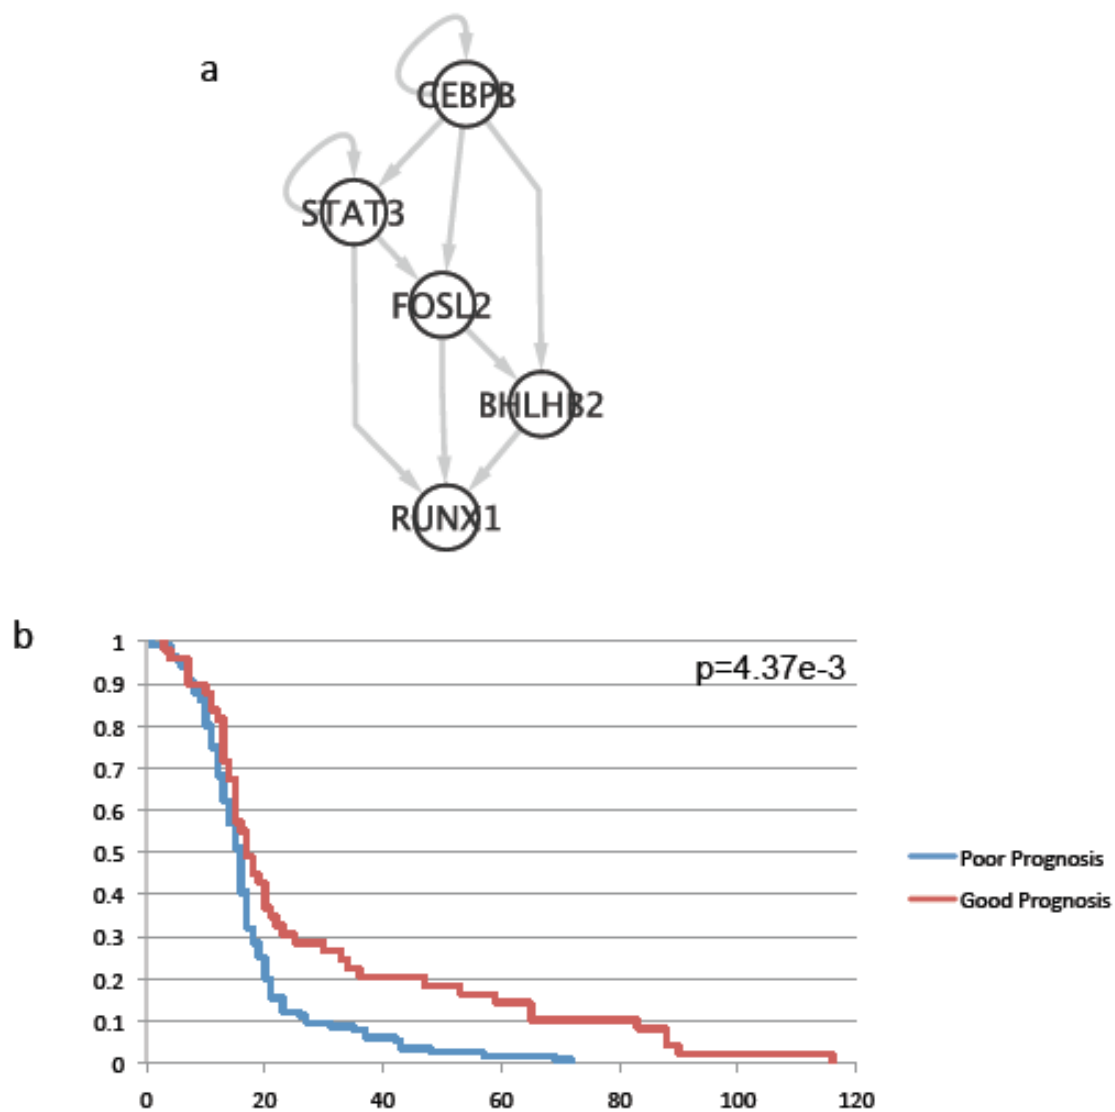 a
CEBPB
STAT3
FOSL2
BHLHB2
RUNX1
b
p=4.37e-3
1
0.9
0.8
0.7
0.6
0.5
0.4
0.3
0.2
0.1
0
0 20 40 60 80 100 120
Poor Prognosis
Good Prognosis